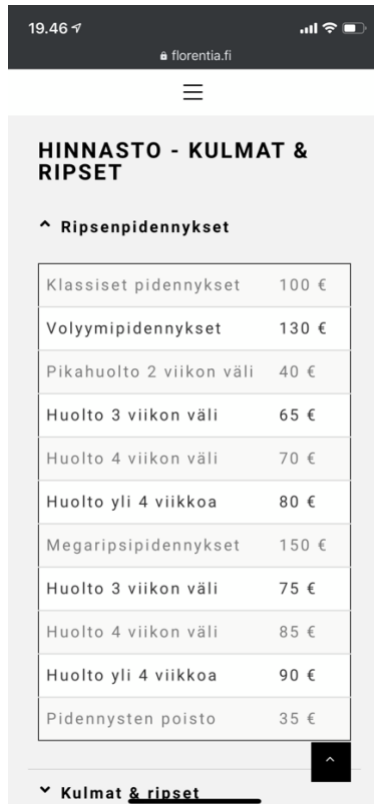 19.46
florentia.fi
HINNASTO - KULMAT &
RIPSET
Ripsenpidennykset
Klassiset pidennykset 100 €
Volyymipidennykset 130 €
Pikahuolto 2 viikon väli 40 €
Huolto 3 viikon väli 65 €
Huolto 4 viikon väli 70 €
Huolto yli 4 viikkoa 80 €
Megaripsipidennykset 150 €
Huolto 3 viikon väli 75 €
Huolto 4 viikon väli 85 €
Huolto yli 4 viikkoa 90 €
Pidennysten poisto 35 €
Kulmat & ripset